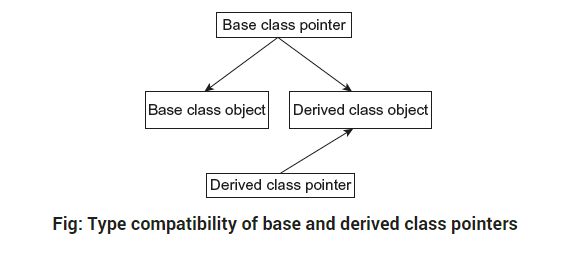 Base class pointer
Base class object
Derived class object
Derived class pointer
Fig: Type compatibility of base and derived class pointers